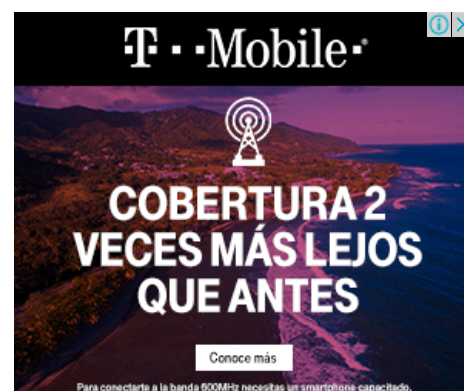 T Mobile
COBERTURA 2
VECES MÁS LEJOS
QUE ANTES
Conoce más
Para conectarte a la banda 600MHz necesitas un smartphone capacitado.